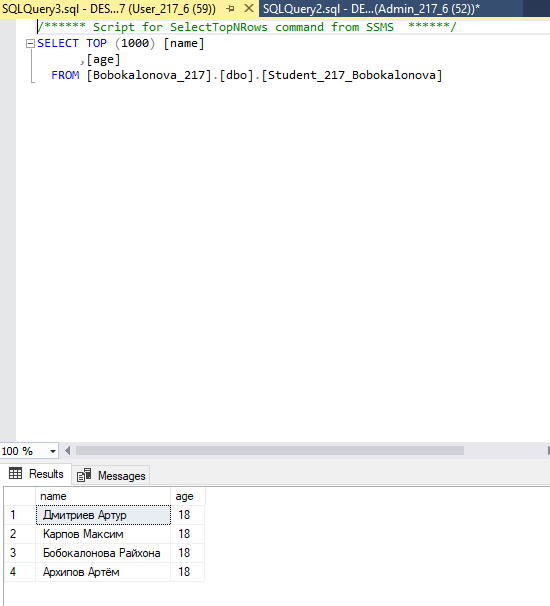 SQLQuery3.sql - DES...7 (User_217_6 (59)) SQLQuery2.sql - DE...(Admin_217_6 (52))*
/****** Script for SelectTopNRows command from SSMS ******/
SELECT TOP (1000) [name]
,[age]
FROM [Bobokalonova_217].[dbo].[Student_217_Bobokalonova]
100 %
Results Messages
name age
1 Дмитриев Артур 18
2 Карпов Максим 18
3 Бобокалонова Райхона 18
4 Архипов Артём 18